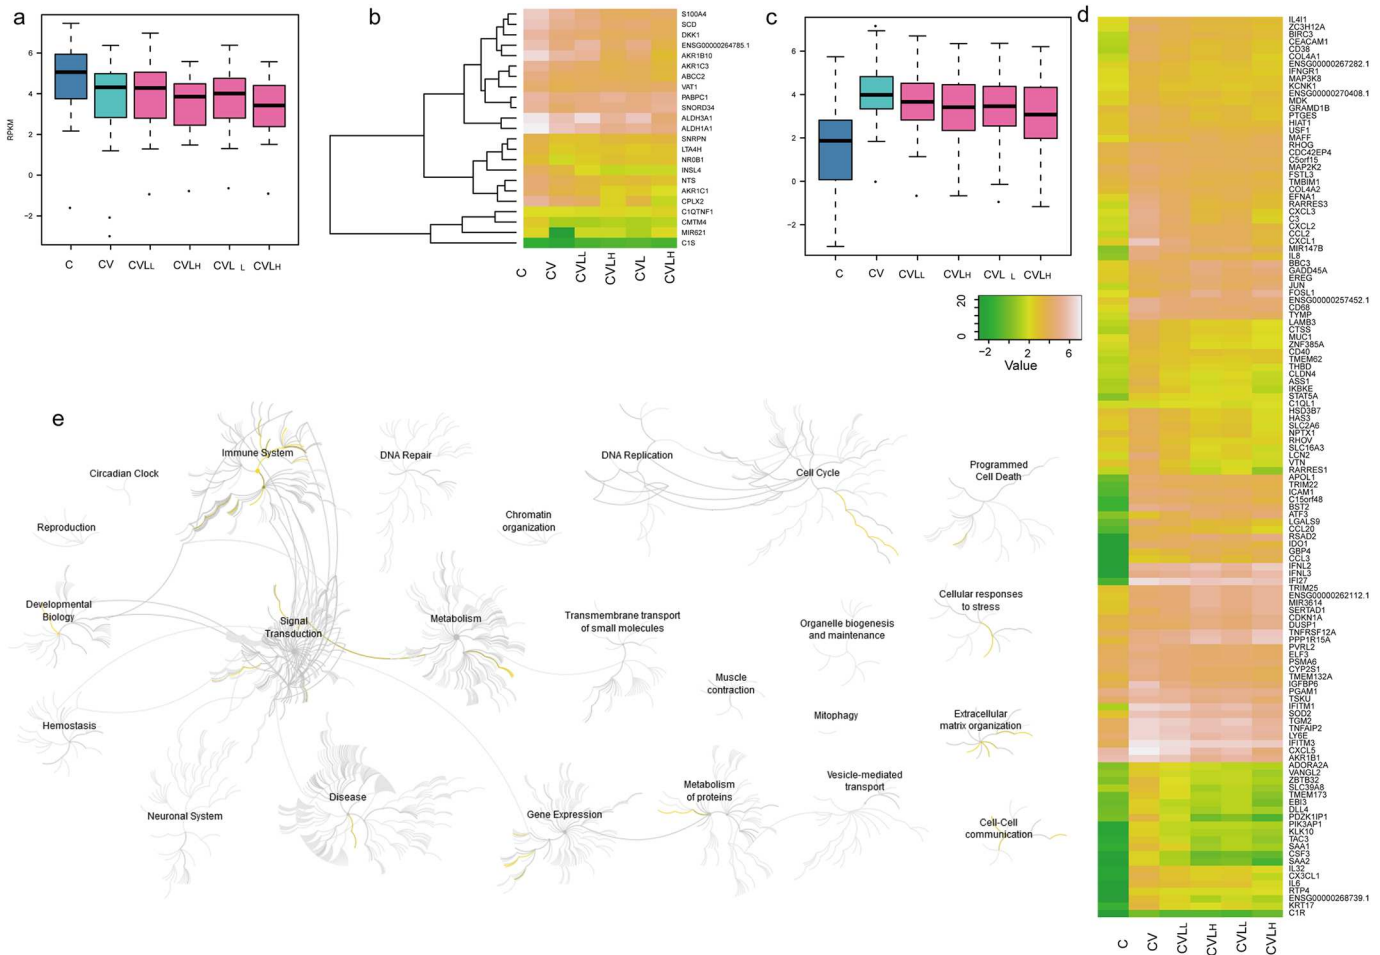 a
6
4
2
0
−2
RPKM
C
CV
CVLL
CVLH
CVL L
CVLH
b
S100A4
SCD
DKK1
ENSG00000264785.1
AKR1B10
AKR1C3
ABCC2
VAT1
PABPC1
SNORD34
ALDH3A1
ALDH1A1
SNRPN
LTA4H
NR0B1
INSL4
NTS
AKR1C1
CPLX2
C1QTNF1
CMTM4
MIR621
C1S
C
CV
CVLL
CVLH
CVL
CVLH
c
6
4
2
0
−2
C
CV
CVLL
CVLH
CVL L
CVLH
20
0
−2
2
6
Value
d
IL4I1
ZC3H12A
BIRC3
CEACAM1
CD38
COL4A1
ENSG00000267282.1
IFNGR1
MAP3K8
KCNK1
ENSG00000270408.1
MDK
GRAMD1B
PTGES
HIAT1
USF1
MAFF
RHOG
CDC42EP4
C5orf15
MAP2K2
FSTL3
TMBIM1
COL4A2
EFNA1
RARRES3
CXCL3
C3
CXCL2
CCL2
CXCL1
MIR147B
IL8
BBC3
GADD45A
EREG
JUN
FOSL1
ENSG00000257452.1
CD68
TYMP
LAMB3
CTSS
MUC1
ZNF385A
CD40
TMEM62
THBD
CLDN4
ASS1
IKBKE
STAT5A
C1QL1
HSD3B7
HAS3
SLC2A6
NPTX1
RHOV
SLC16A3
LCN2
VTN
RARRES1
APOL1
TRIM22
ICAM1
C15orf48
BST2
ATF3
LGALS9
CCL20
RSAD2
IDO1
GBP4
CCL3
IFNL2
IFNL3
IFI27
TRIM25
ENSG00000262112.1
MIR3614
SERTAD1
CDKN1A
DUSP1
TNFRSF12A
PPP1R15A
PVRL2
ELF3
PSMA6
CYP2S1
TMEM132A
IGFBP6
PGAM1
TSKU
IFITM1
SOD2
TGM2
TNFAIP2
LY6E
IFITM3
CXCL5
AKR1B1
ADORA2A
VANGL2
ZBTB32
SLC39A8
TMEM173
EBI3
DLL4
PDZK1IP1
PIK3AP1
KLK10
TAC3
SAA1
CSF3
SAA2
IL32
CX3CL1
IL6
RTP4
ENSG00000268739.1
KRT17
C1R
C
CV
CVLL
CVLH
CVLL
CVLH
e
Immune System
DNA Repair
DNA Replication
Cell Cycle
Programmed
Cell Death
Circadian Clock
Reproduction
Chromatin
organization
Developmental
Biology
Signal
Transduction
Metabolism
Transmembrane transport
of small molecules
Organelle biogenesis
and maintenance
Cellular responses
to stress
Muscle
contraction
Mitophagy
Extracellular
matrix organization
Hemostasis
Neuronal System
Disease
Gene Expression
Metabolism
of proteins
Vesicle-mediated
transport
Cell-Cell
communication